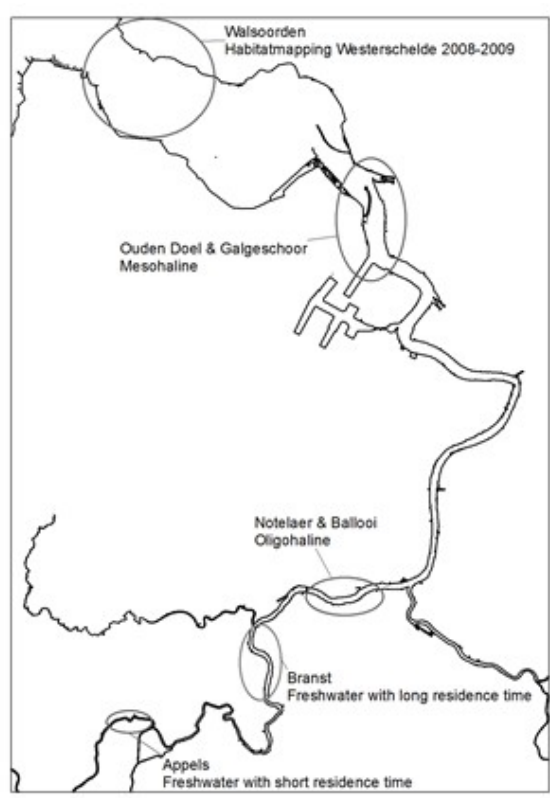 Walsoorden
Habitatmapping Westerschelde 2008-2009
Ouden Doel & Galgeschoor
Mesohaline
Notelaer & Ballooi
Oligohaline
Branst
Freshwater with long residence time
Appels
Freshwater with short residence time